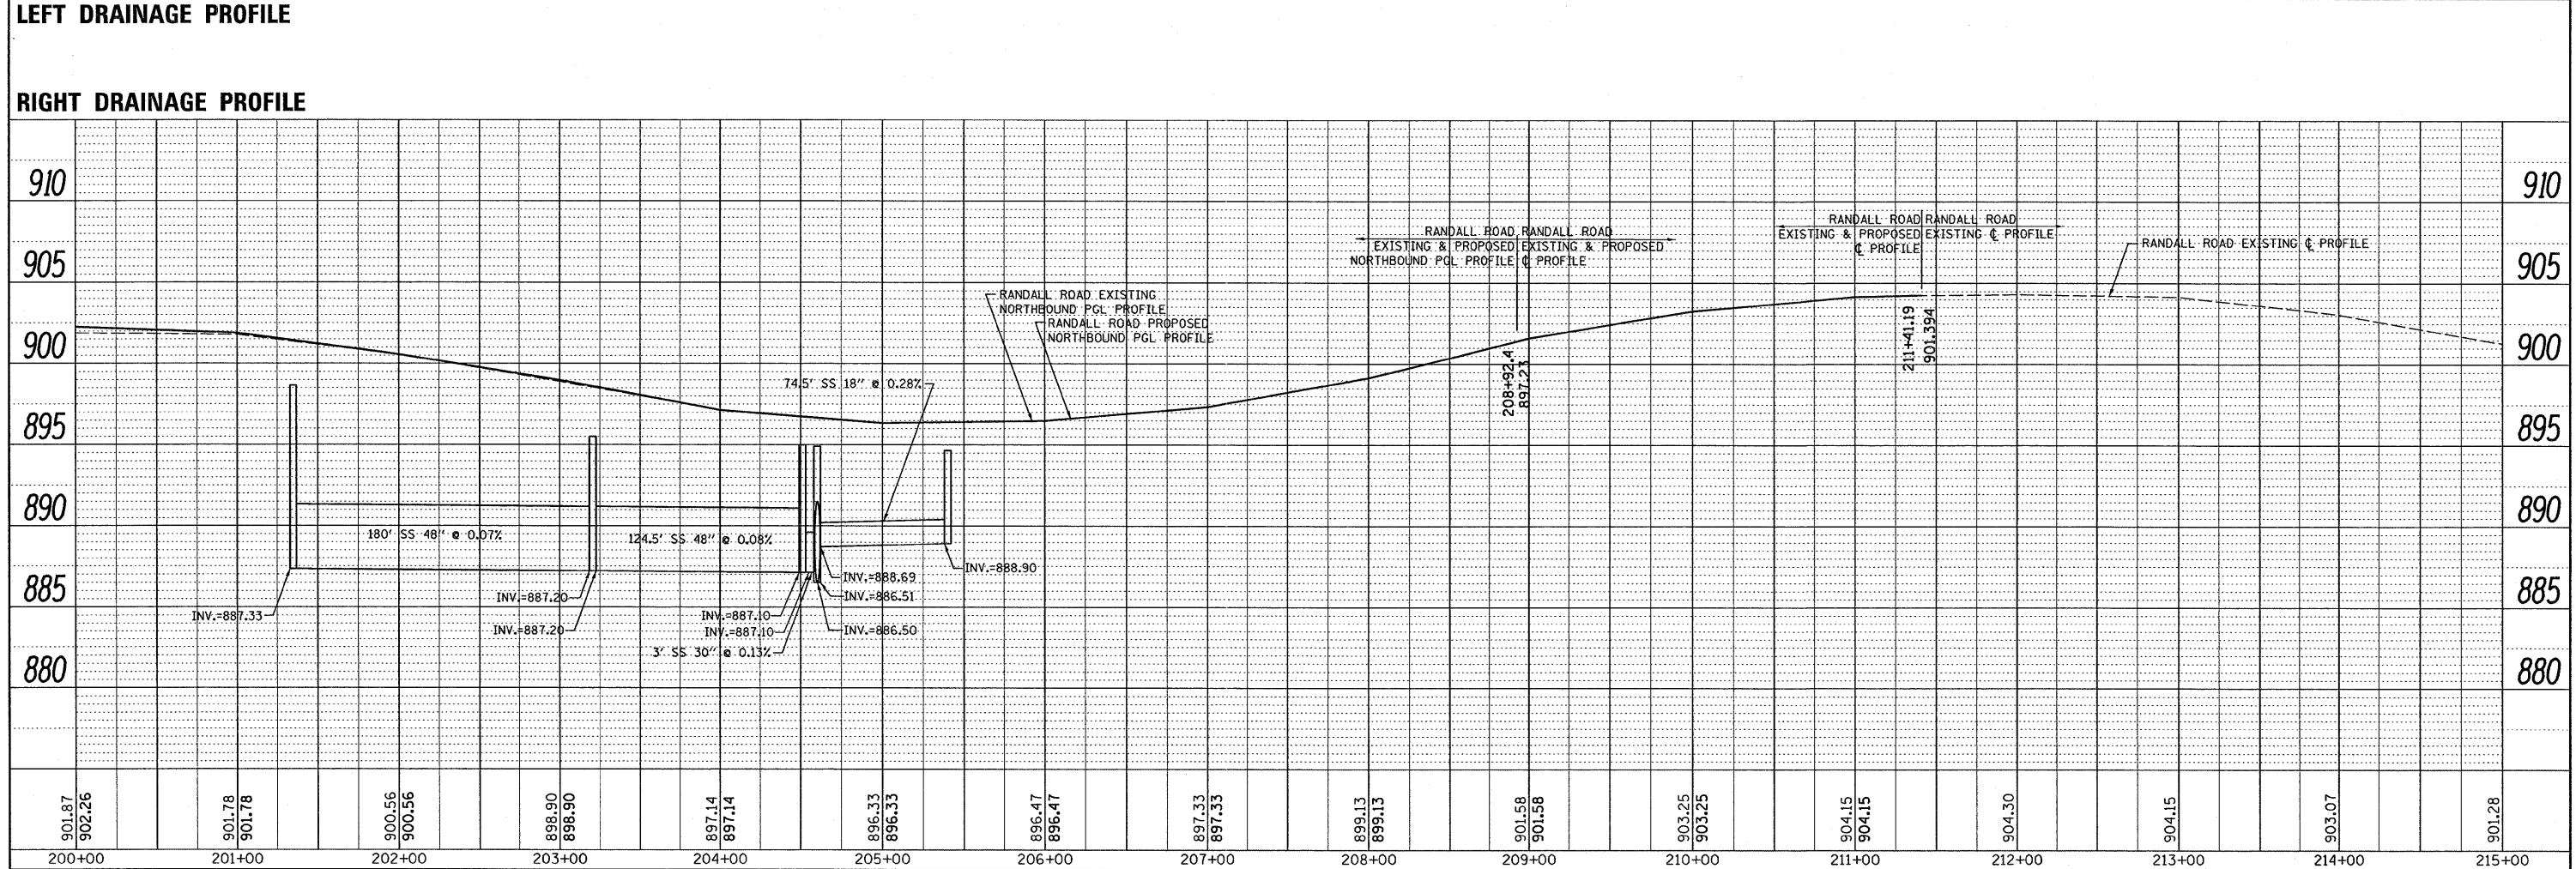 LEFT DRAINAGE PROFILE
RIGHT DRAINAGE PROFILE
910
910
RANDALL ROAD
RANDALL ROAD
EXISTING & PROPOSED
EXISTING & PROPOSED
NORTHBOUND PGL PROFILE
℄ PROFILE
RANDALL ROAD
RANDALL ROAD
EXISTING & PROPOSED
EXISTING ℄ PROFILE
℄ PROFILE
RANDALL ROAD EXISTING ℄ PROFILE
905
905
RANDALL ROAD EXISTING
NORTHBOUND PGL PROFILE
RANDALL ROAD PROPOSED
NORTHBOUND PGL PROFILE
208+92.4
897.23
211+41.19
901.394
900
900
74.5' SS 18" @ 0.28%
895
895
890
890
180' SS 48" @ 0.07%
124.5' SS 48" @ 0.08%
INV.=888.90
INV.=888.69
885
885
INV.=887.20
INV.=886.51
INV.=887.33
INV.=887.10
INV.=887.20
INV.=887.10
INV.=886.50
3' SS 30" @ 0.13%
880
880
901.87
902.26
901.78
901.78
900.56
900.56
898.90
898.90
897.14
897.14
896.33
896.33
896.47
896.47
897.33
897.33
899.13
899.13
901.58
901.58
903.25
903.25
904.15
904.15
904.30
904.15
903.07
901.28
200+00
201+00
202+00
203+00
204+00
205+00
206+00
207+00
208+00
209+00
210+00
211+00
212+00
213+00
214+00
215+00